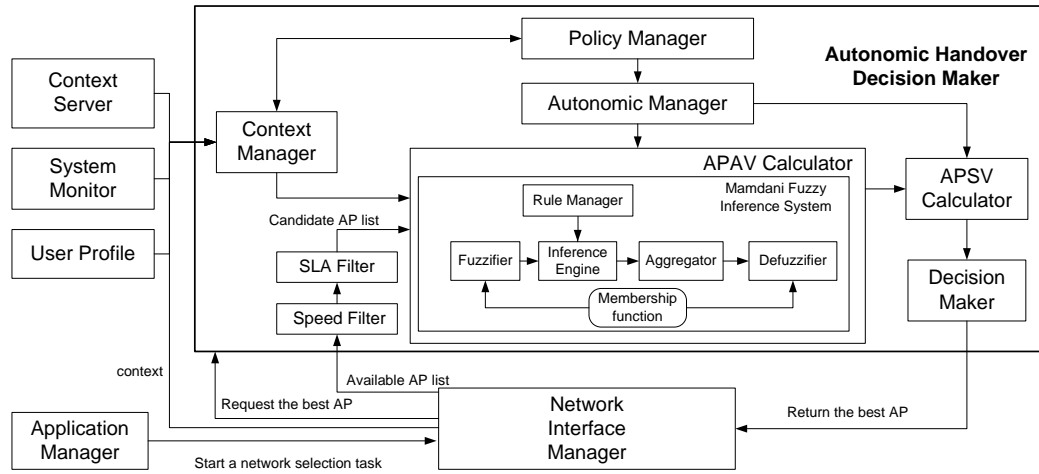 Policy Manager
Autonomic Handover
Decision Maker
Context
Server
Autonomic Manager
Context
Manager
System
Monitor
APAV Calculator
APSV
Calculator
Mamdani Fuzzy
Inference System
Rule Manager
Candidate AP list
User Profile
SLA Filter
Fuzzifier
Inference
Engine
Aggregator
Defuzzifier
Decision
Maker
Speed Filter
Membership
function
context
Available AP list
Request the best AP
Network
Interface
Manager
Return the best AP
Application
Manager
Start a network selection task